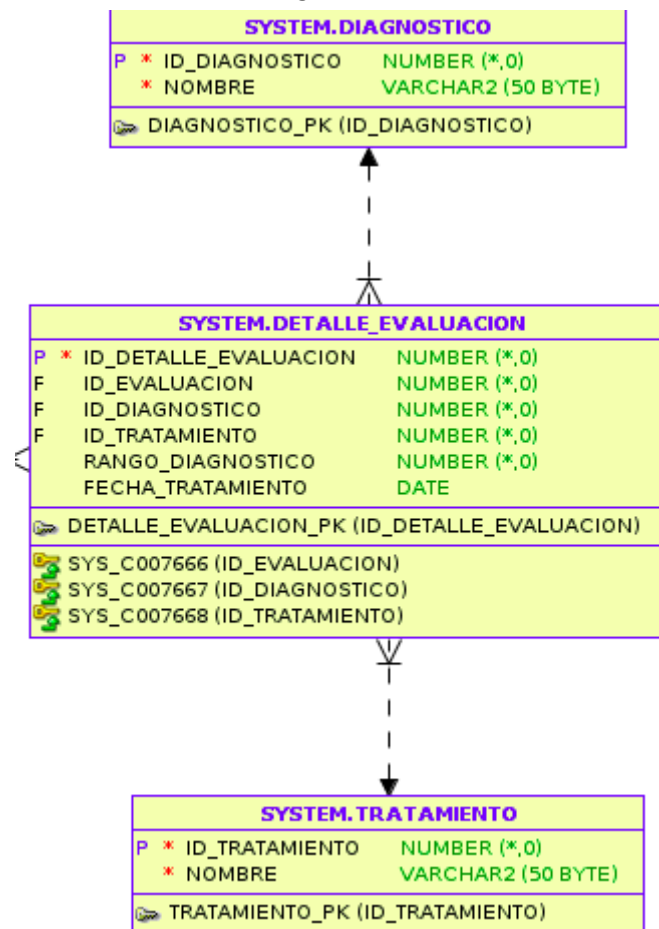 SYSTEM.DIAGNOSTICO
P * ID_DIAGNOSTICO NUMBER (*,0)
* NOMBRE VARCHAR2 (50 BYTE)
DIAGNOSTICO_PK (ID_DIAGNOSTICO)
SYSTEM.DETALLE_EVALUACION
P * ID_DETALLE_EVALUACION NUMBER (*,0)
F ID_EVALUACION NUMBER (*,0)
F ID_DIAGNOSTICO NUMBER (*,0)
F ID_TRATAMIENTO NUMBER (*,0)
RANGO_DIAGNOSTICO NUMBER (*,0)
FECHA_TRATAMIENTO DATE
DETALLE_EVALUACION_PK (ID_DETALLE_EVALUACION)
SYS_C007666 (ID_EVALUACION)
SYS_C007667 (ID_DIAGNOSTICO)
SYS_C007668 (ID_TRATAMIENTO)
SYSTEM.TRATAMIENTO
P * ID_TRATAMIENTO NUMBER (*,0)
* NOMBRE VARCHAR2 (50 BYTE)
TRATAMIENTO_PK (ID_TRATAMIENTO)